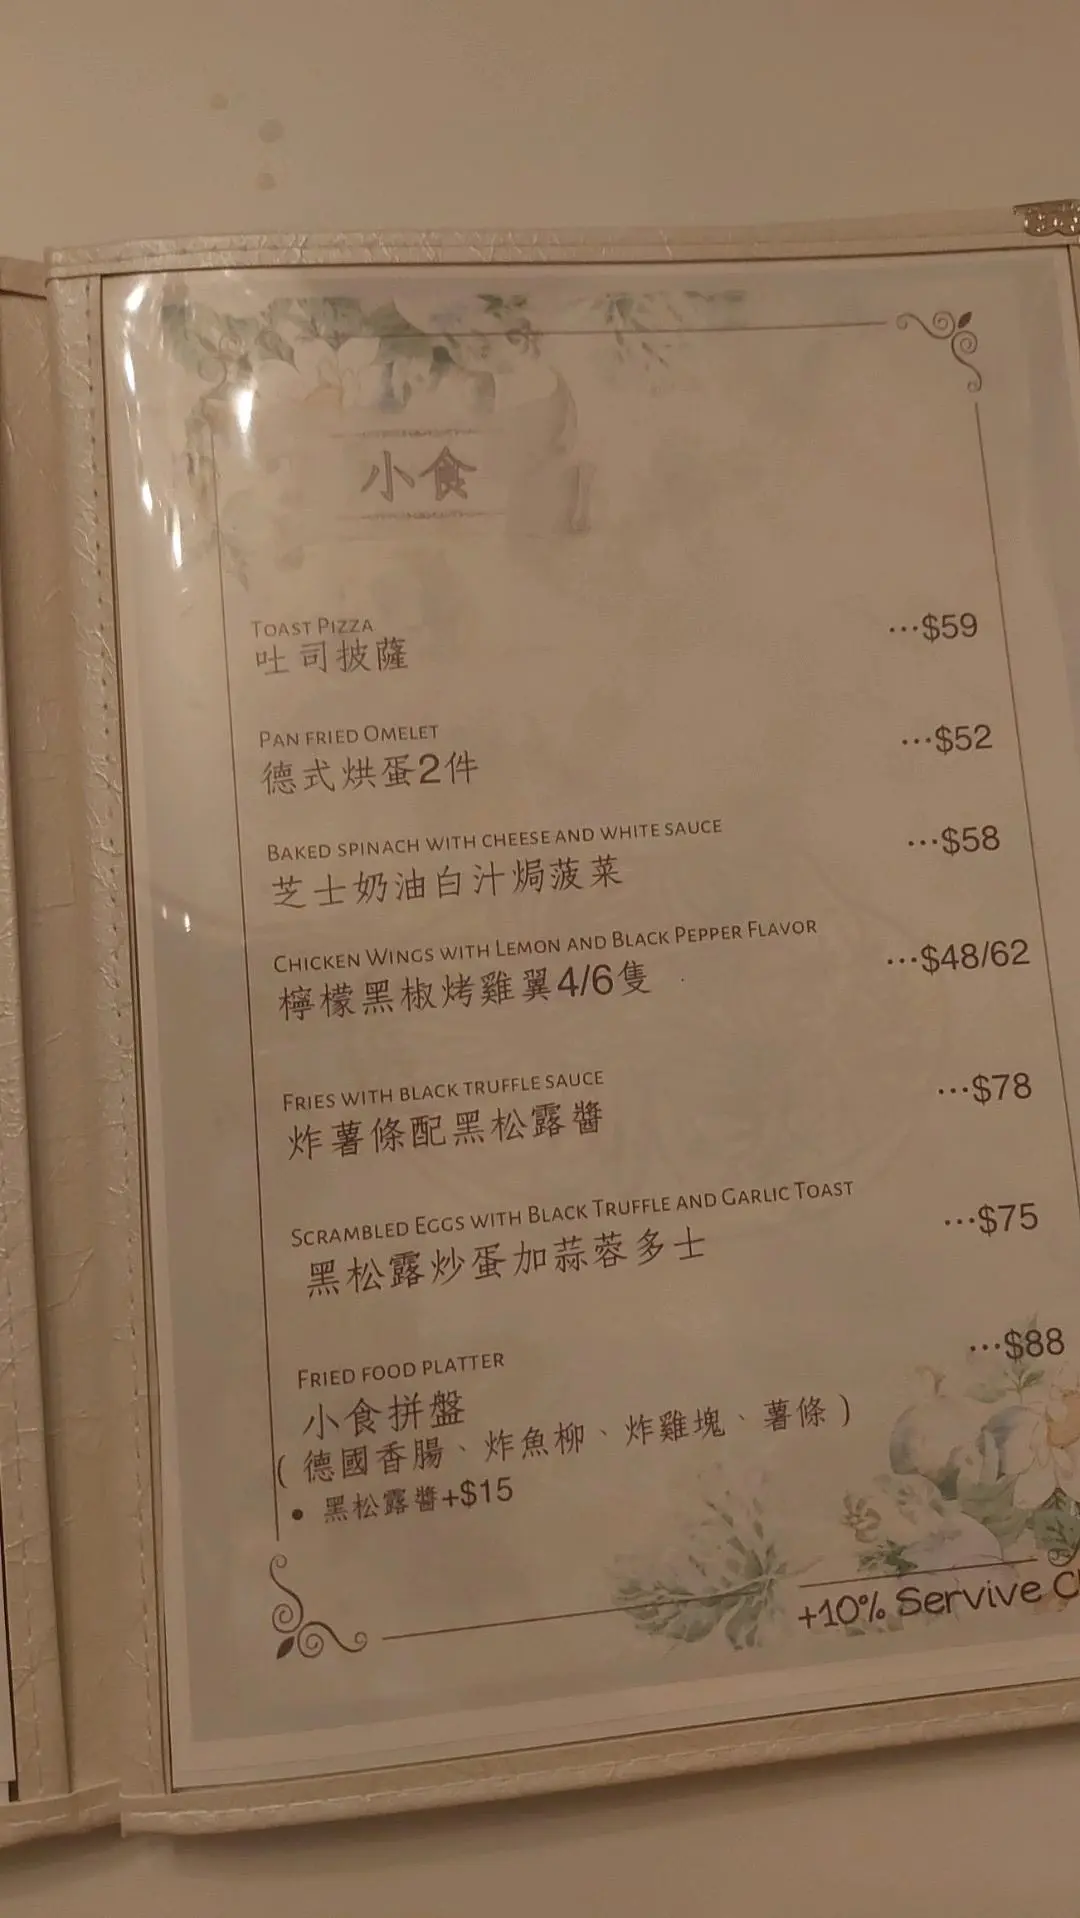 小食
TOAST PIZZA
吐司披薩 ···$59
PAN FRIED OMELET
德式烘蛋2件 ···$52
BAKED SPINACH WITH CHEESE AND WHITE SAUCE
芝士奶油白汁焗菠菜 ···$58
CHICKEN WINGS WITH LEMON AND BLACK PEPPER FLAVOR
檸檬黑椒烤雞翼4/6隻 ···$48/62
FRIES WITH BLACK TRUFFLE SAUCE
炸薯條配黑松露醬 ···$78
SCRAMBLED EGGS WITH BLACK TRUFFLE AND GARLIC TOAST
黑松露炒蛋加蒜蓉多士 ···$75
FRIED FOOD PLATTER
小食拼盤 ···$88
(德國香腸、炸魚柳、炸雞塊、薯條)
• 黑松露醬+$15
+10% Servive